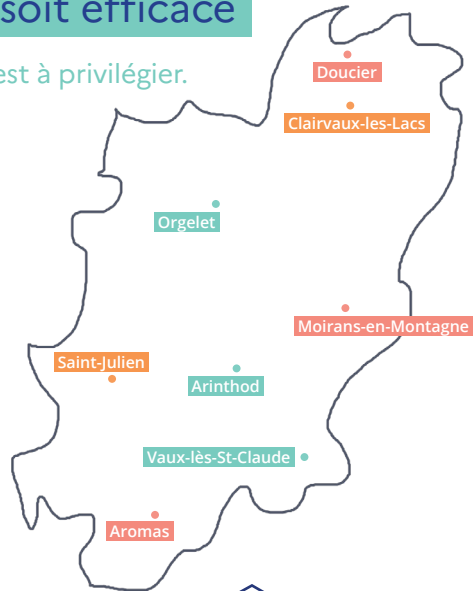 soit efficace
est à privilégier.
Doucier
Clairvaux-les-Lacs
Orgelet
Moirans-en-Montagne
Saint-Julien
Arinthod
Vaux-lès-St-Claude
Aromas